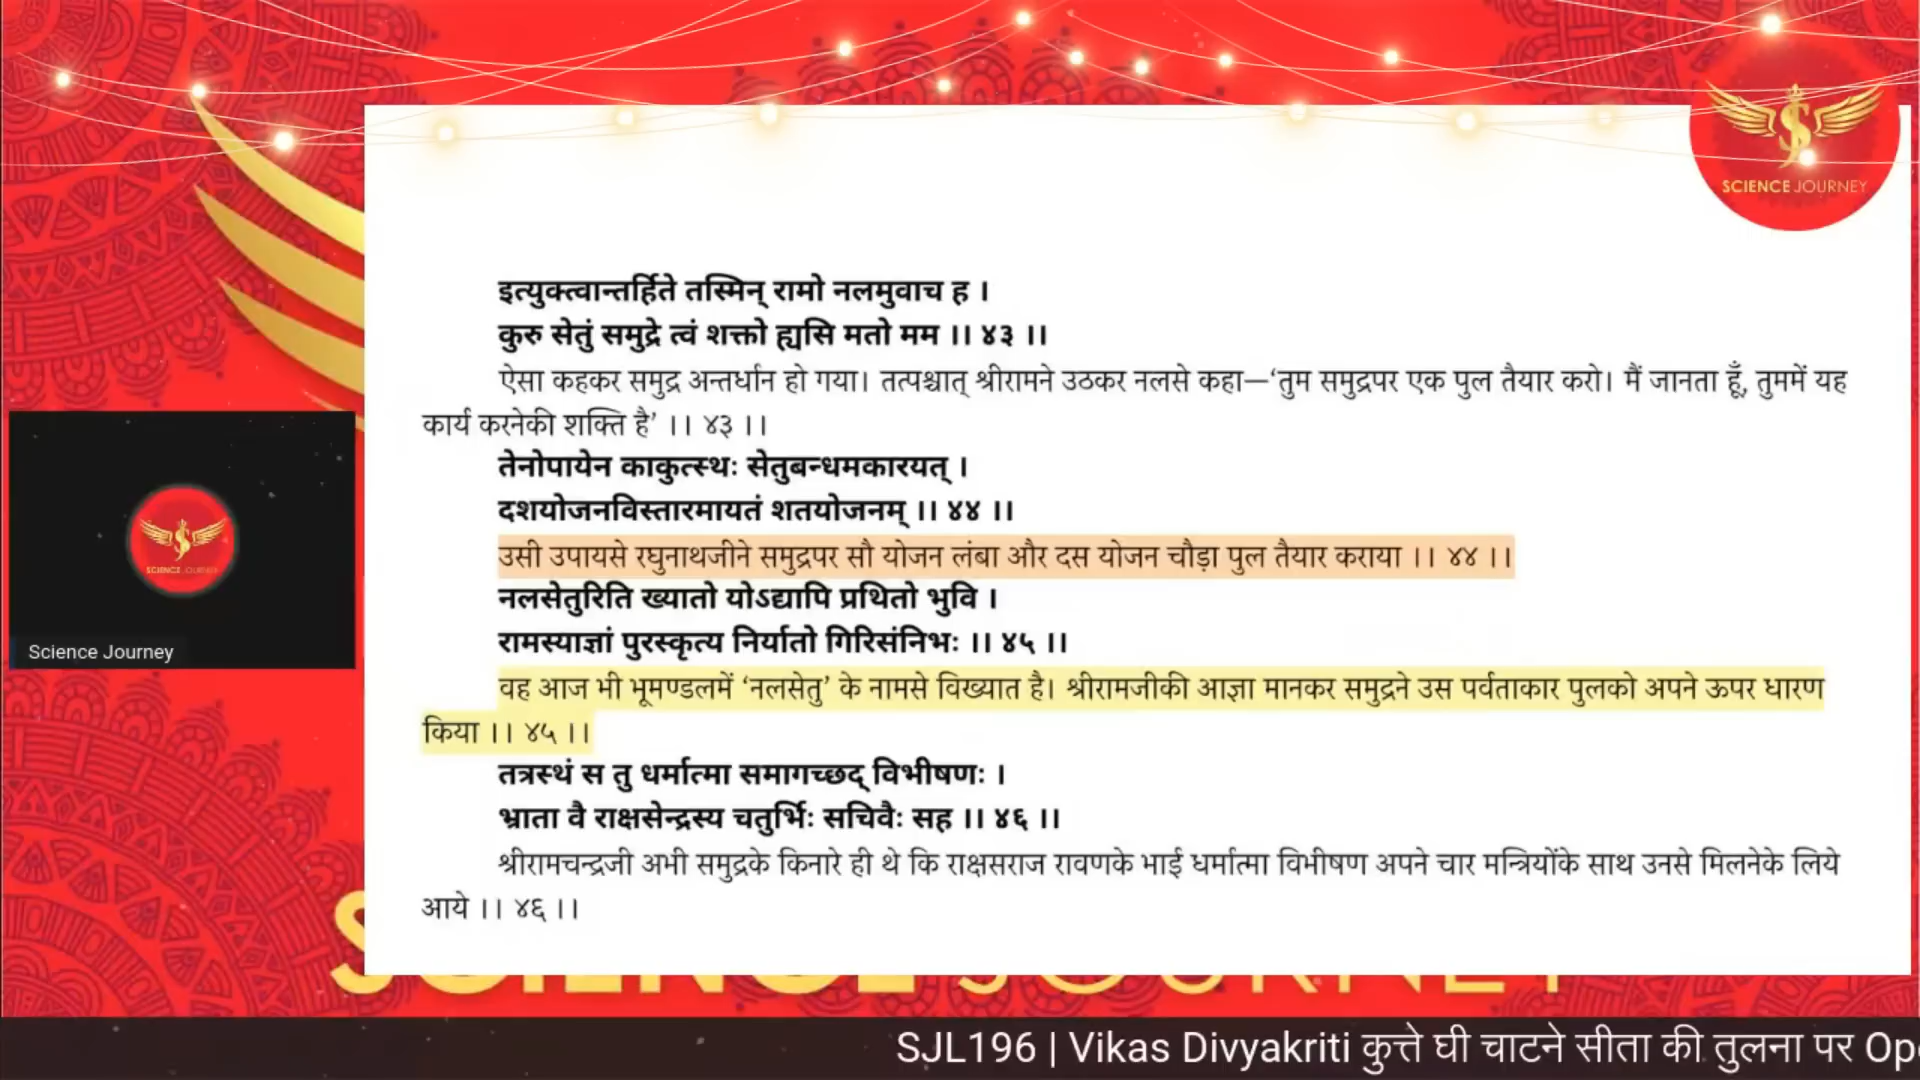 SCIENCE JOURNEY
इत्युक्त्वान्तर्हिते तस्मिन् रामो नलमुवाच ह ।
कुरु सेतुं समुद्रे त्वं शक्तो ह्यसि मतो मम ।। ४३ ।।
ऐसा कहकर समुद्र अन्तर्धान हो गया। तत्पश्चात् श्रीरामने उठकर नलसे कहा—‘तुम समुद्रपर एक पुल तैयार करो। मैं जानता हूँ, तुममें यह
कार्य करनेकी शक्ति है’ ।। ४३ ।।
तेनोपायेन काकुत्स्थः सेतुबन्धमकारयत् ।
दशयोजनविस्तारमायतं शतयोजनम् ।। ४४ ।।
उसी उपायसे रघुनाथजीने समुद्रपर सौ योजन लंबा और दस योजन चौड़ा पुल तैयार कराया ।। ४४ ।।
नलसेतुरिति ख्यातो योऽद्यापि प्रथितो भुवि ।
रामस्याज्ञां पुरस्कृत्य निर्यातो गिरिसंनिभः ।। ४५ ।।
वह आज भी भूमण्डलमें ‘नलसेतु’ के नामसे विख्यात है। श्रीरामजीकी आज्ञा मानकर समुद्रने उस पर्वताकार पुलको अपने ऊपर धारण
किया ।। ४५ ।।
तत्रस्थं स तु धर्मात्मा समागच्छद् विभीषणः ।
भ्राता वै राक्षसेन्द्रस्य चतुर्भिः सचिवैः सह ।। ४६ ।।
श्रीरामचन्द्रजी अभी समुद्रके किनारे ही थे कि राक्षसराज रावणके भाई धर्मात्मा विभीषण अपने चार मन्त्रियोंके साथ उनसे मिलनेके लिये
आये ।। ४६ ।।
SCIENCE JOURNEY
Science Journey
SCIENCE JOURNEY
SJL196 | Vikas Divyakriti कुत्ते घी चाटने सीता की तुलना पर Op